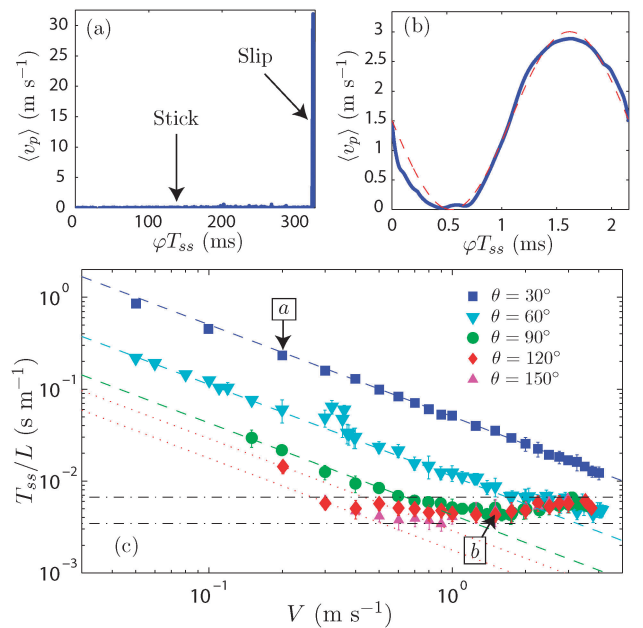 (a)
35
30
25
20
15
10
5
0
0 100 200 300
⟨v_p⟩ (m s⁻¹)
φT_ss (ms)
Stick
Slip
(b)
3
2.5
2
1.5
1
0.5
0
0 0.5 1 1.5 2
⟨v_p⟩ (m s⁻¹)
φT_ss (ms)
10⁰
10⁻¹
10⁻²
10⁻³
T_ss/L (s m⁻¹)
a
θ = 30°
θ = 60°
θ = 90°
θ = 120°
θ = 150°
(c)
b
10⁻¹ 10⁰
V (m s⁻¹)